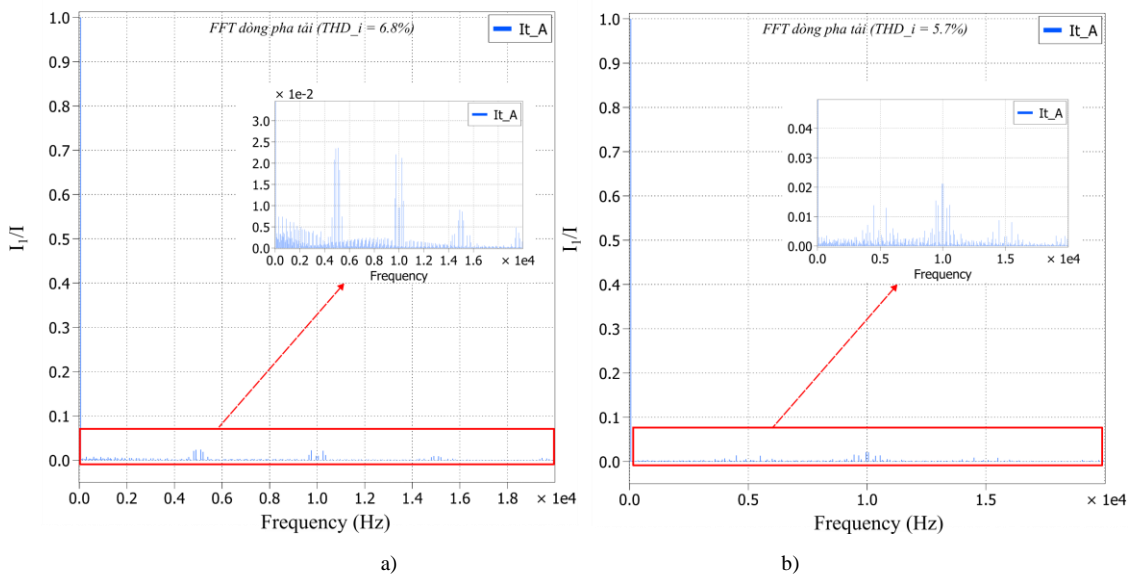 FFT dòng pha tải (THD_i = 6.8%)
It_A
1.0
0.9
0.8
0.7
0.6
0.5
0.4
0.3
0.2
0.1
0.0
I₁/I
× 1e-2
It_A
3.0
2.5
2.0
1.5
1.0
0.5
0.0
0.0 0.2 0.4 0.6 0.8 1.0 1.2 1.4 1.6 × 1e4
Frequency
0.0 0.2 0.4 0.6 0.8 1.0 1.2 1.4 1.6 1.8 × 1e4
Frequency (Hz)
a)
FFT dòng pha tải (THD_i = 5.7%)
It_A
1.0
0.9
0.8
0.7
0.6
0.5
0.4
0.3
0.2
0.1
0.0
I₁/I
It_A
0.04
0.03
0.02
0.01
0.00
0.0 0.5 1.0 1.5 × 1e4
Frequency
0.0 0.5 1.0 1.5 × 1e4
Frequency (Hz)
b)